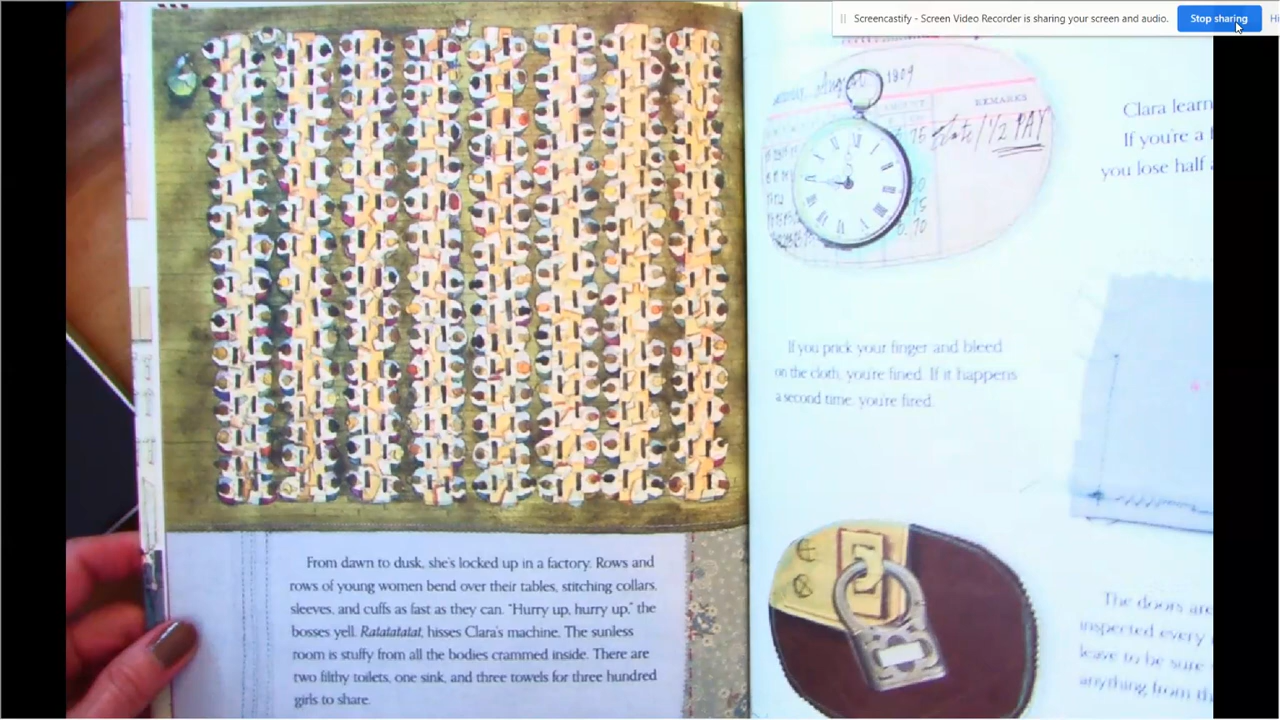 Screencastify - Screen Video Recorder is sharing your screen and audio.
Stop sharing
Hi
From dawn to dusk, she's locked up in a factory. Rows and
rows of young women bend over their tables, stitching collars,
sleeves, and cuffs as fast as they can. "Hurry up, hurry up," the
bosses yell. Ratatatatat, hisses Clara's machine. The sunless
room is stuffy from all the bodies crammed inside. There are
two filthy toilets, one sink, and three towels for three hundred
girls to share.
August 1909
REMARKS
Late / 1/2 PAY
Clara learn
If you're a f
you lose half a
If you prick your finger and bleed
on the cloth, you're fined. If it happens
a second time, you're fired.
The doors are
inspected every
leave to be sure
anything from th